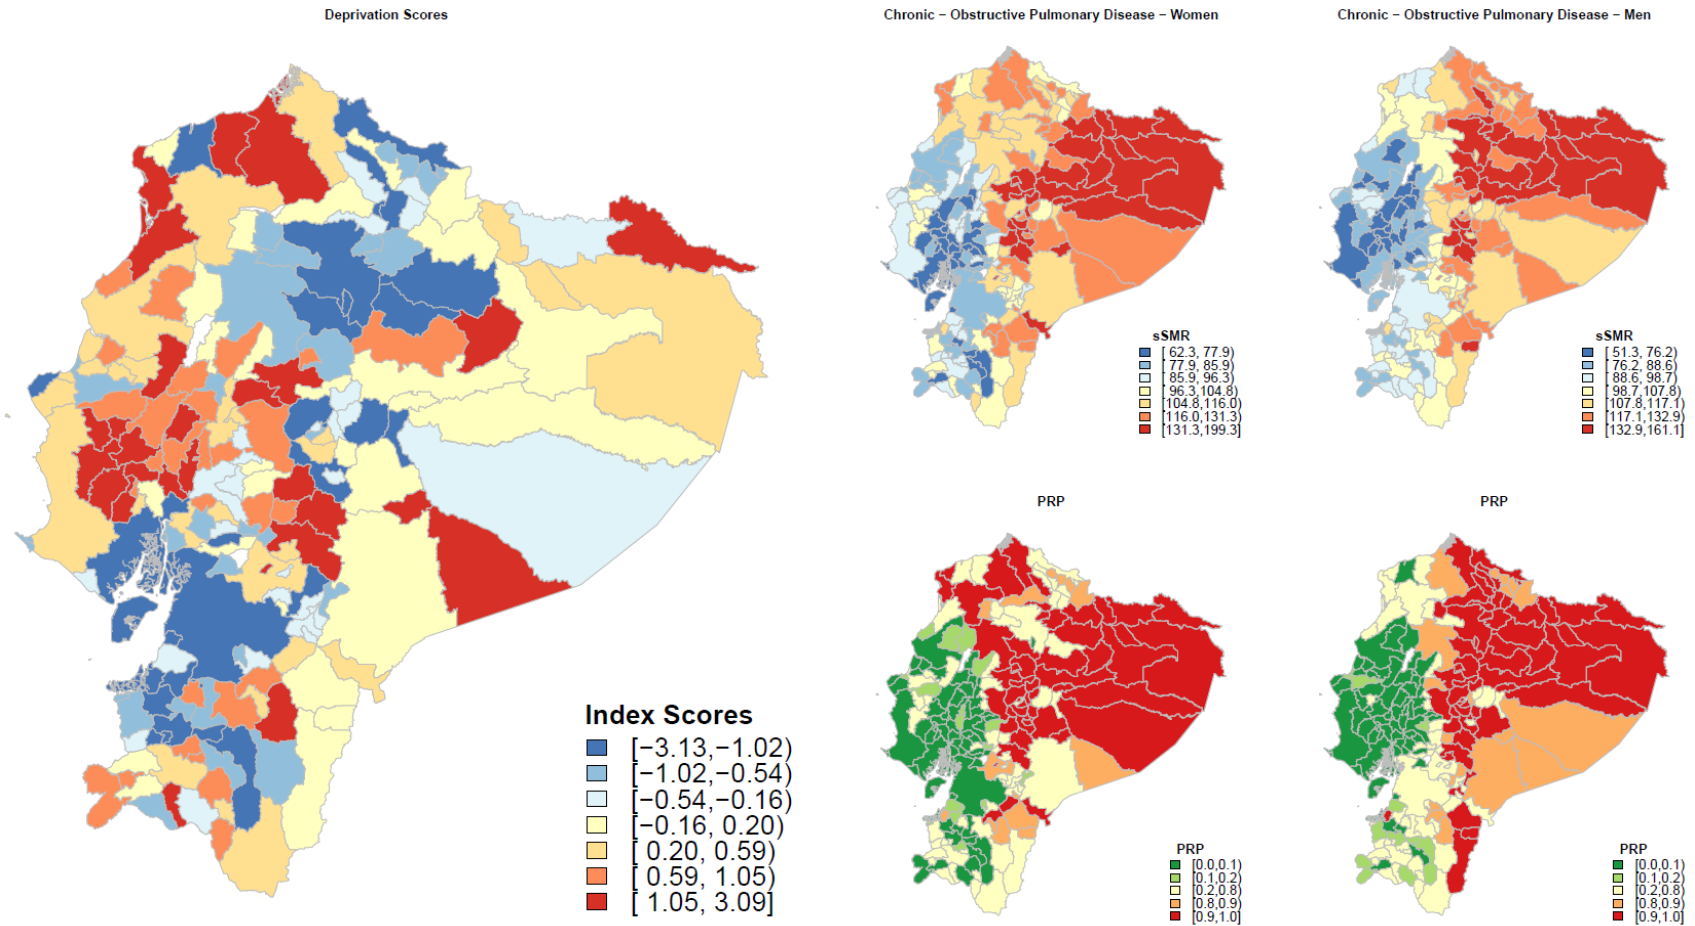 Deprivation Scores
Index Scores
[−3.13,−1.02)
[−1.02,−0.54)
[−0.54,−0.16)
[−0.16, 0.20)
[ 0.20, 0.59)
[ 0.59, 1.05)
[ 1.05, 3.09]
Chronic − Obstructive Pulmonary Disease − Women
sSMR
[ 62.3, 77.9)
[ 77.9, 85.9)
[ 85.9, 96.3)
[ 96.3,104.8)
[104.8,116.0)
[116.0,131.3)
[131.3,199.3]
Chronic − Obstructive Pulmonary Disease − Men
sSMR
[ 51.3, 76.2)
[ 76.2, 88.6)
[ 88.6, 98.7)
[ 98.7,107.8)
[107.8,117.1)
[117.1,132.9)
[132.9,161.1]
PRP
PRP
[0.0,0.1)
[0.1,0.2)
[0.2,0.8)
[0.8,0.9)
[0.9,1.0]
PRP
PRP
[0.0,0.1)
[0.1,0.2)
[0.2,0.8)
[0.8,0.9)
[0.9,1.0]